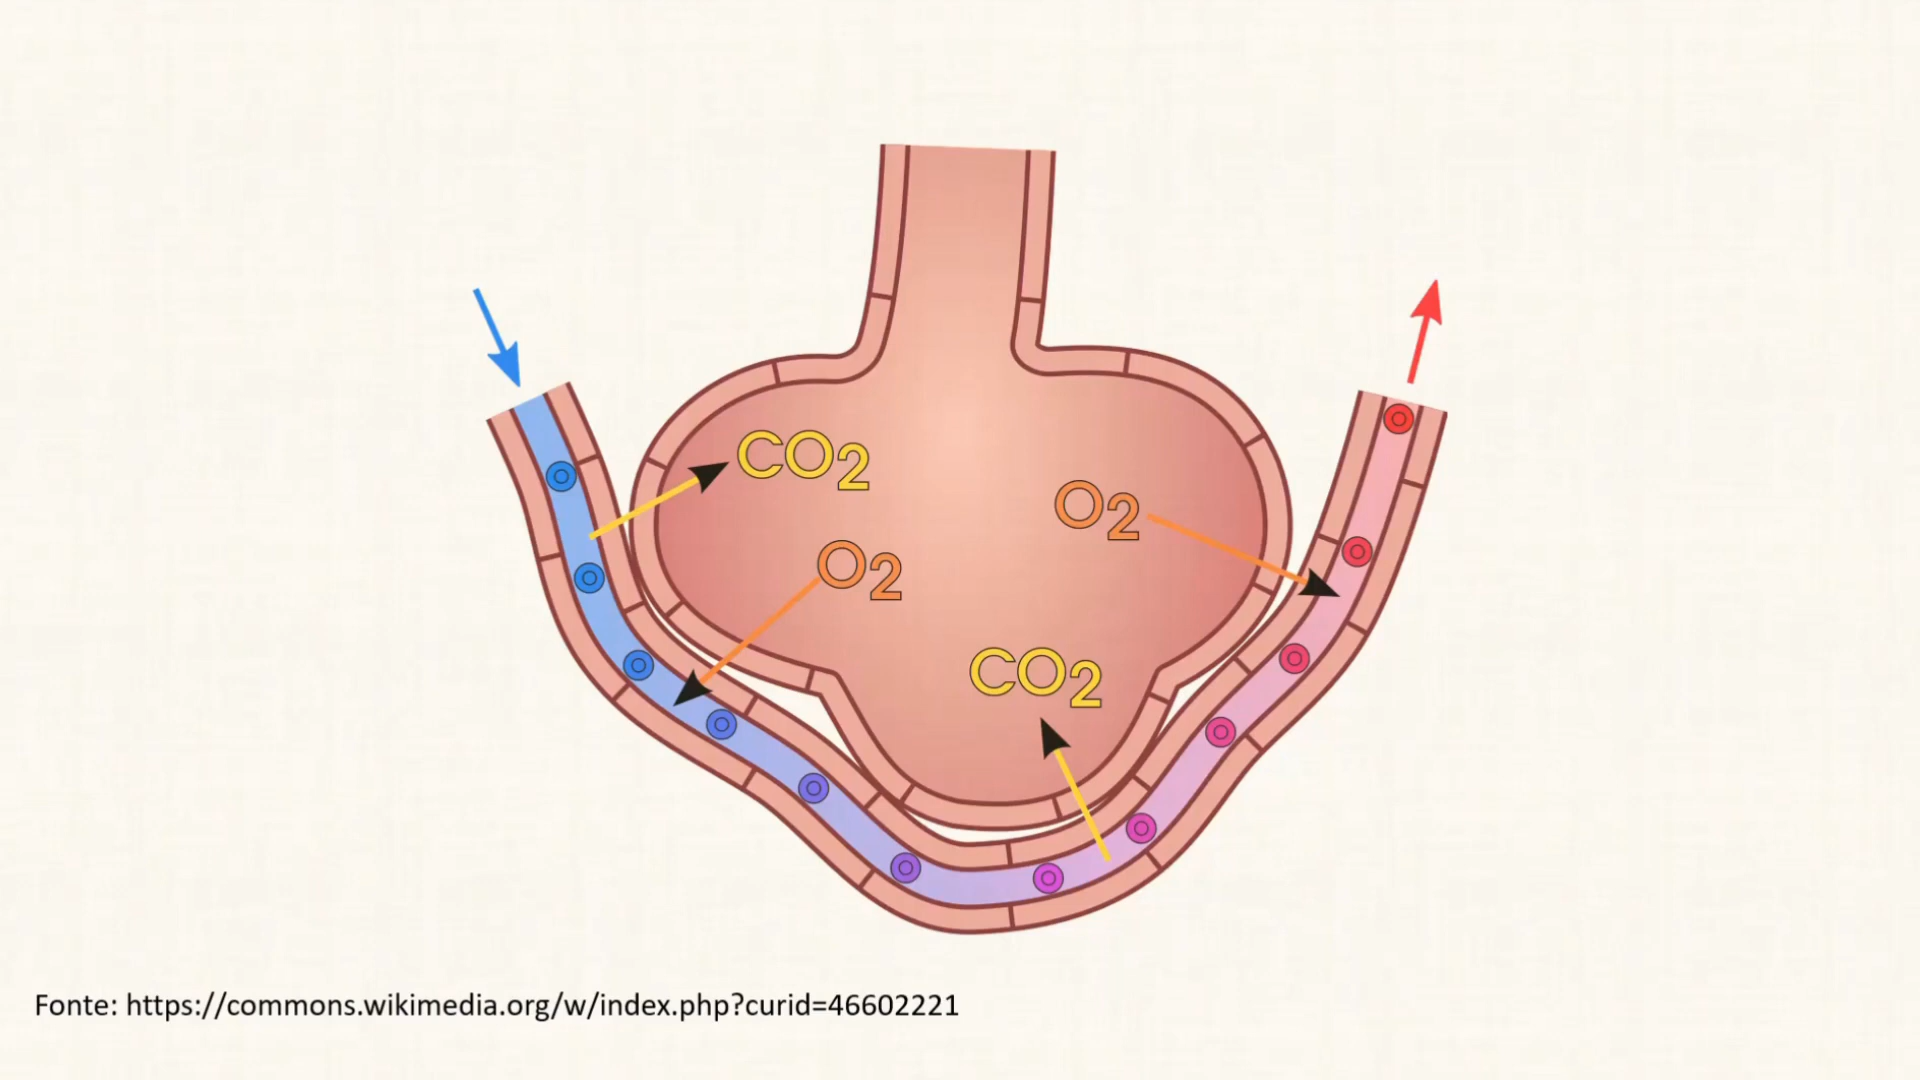 CO2
O2
O2
CO2
Fonte: https://commons.wikimedia.org/w/index.php?curid=46602221